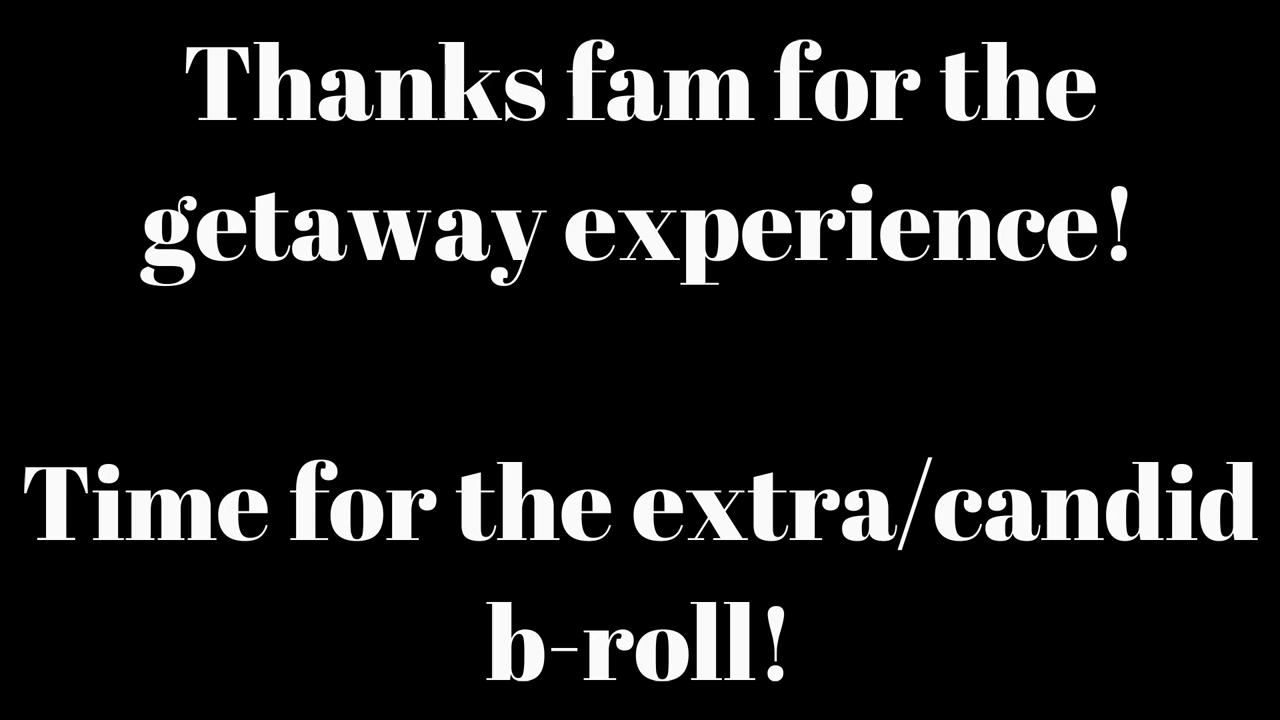 Thanks fam for the
getaway experience!
Time for the extra/candid
b-roll!